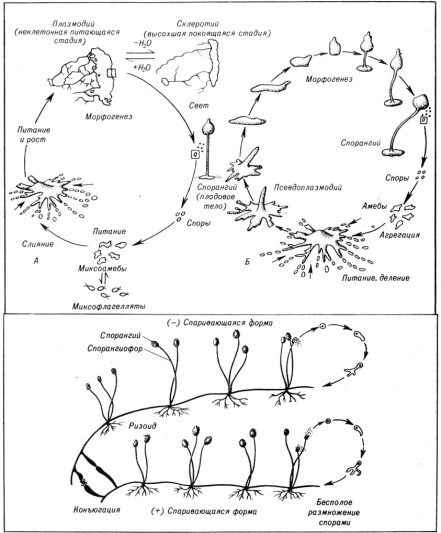 Плазмодий
(неклеточная питающаяся
стадия)
–H₂O
+H₂O
Склеротий
(высохшая покоящаяся стадия)
Свет
Морфогенез
Питание
и рост
Спорангий
(плодовое
тело)
Споры
Слияние
Питание
Миксоамебы
Миксофлагелляты
А
Морфогенез
Спорангий
Псевдоплазмодий
Споры
Амебы
Агрегация
Питание, деление
Б
(–) Спаривающаяся форма
Спорангий
Спорангиофор
Ризоид
Конъюгация
(+) Спаривающаяся форма
Бесполое
размножение
спорами